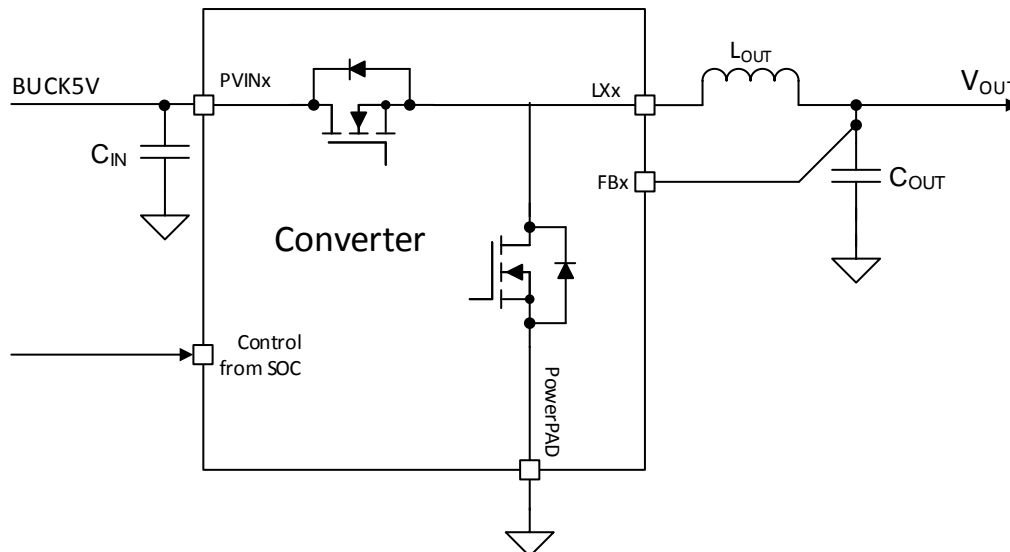 BUCK5V
PVINx
LXx
LOUT
VOUT
CIN
FBx
COUT
Converter
Control
from SOC
PowerPAD